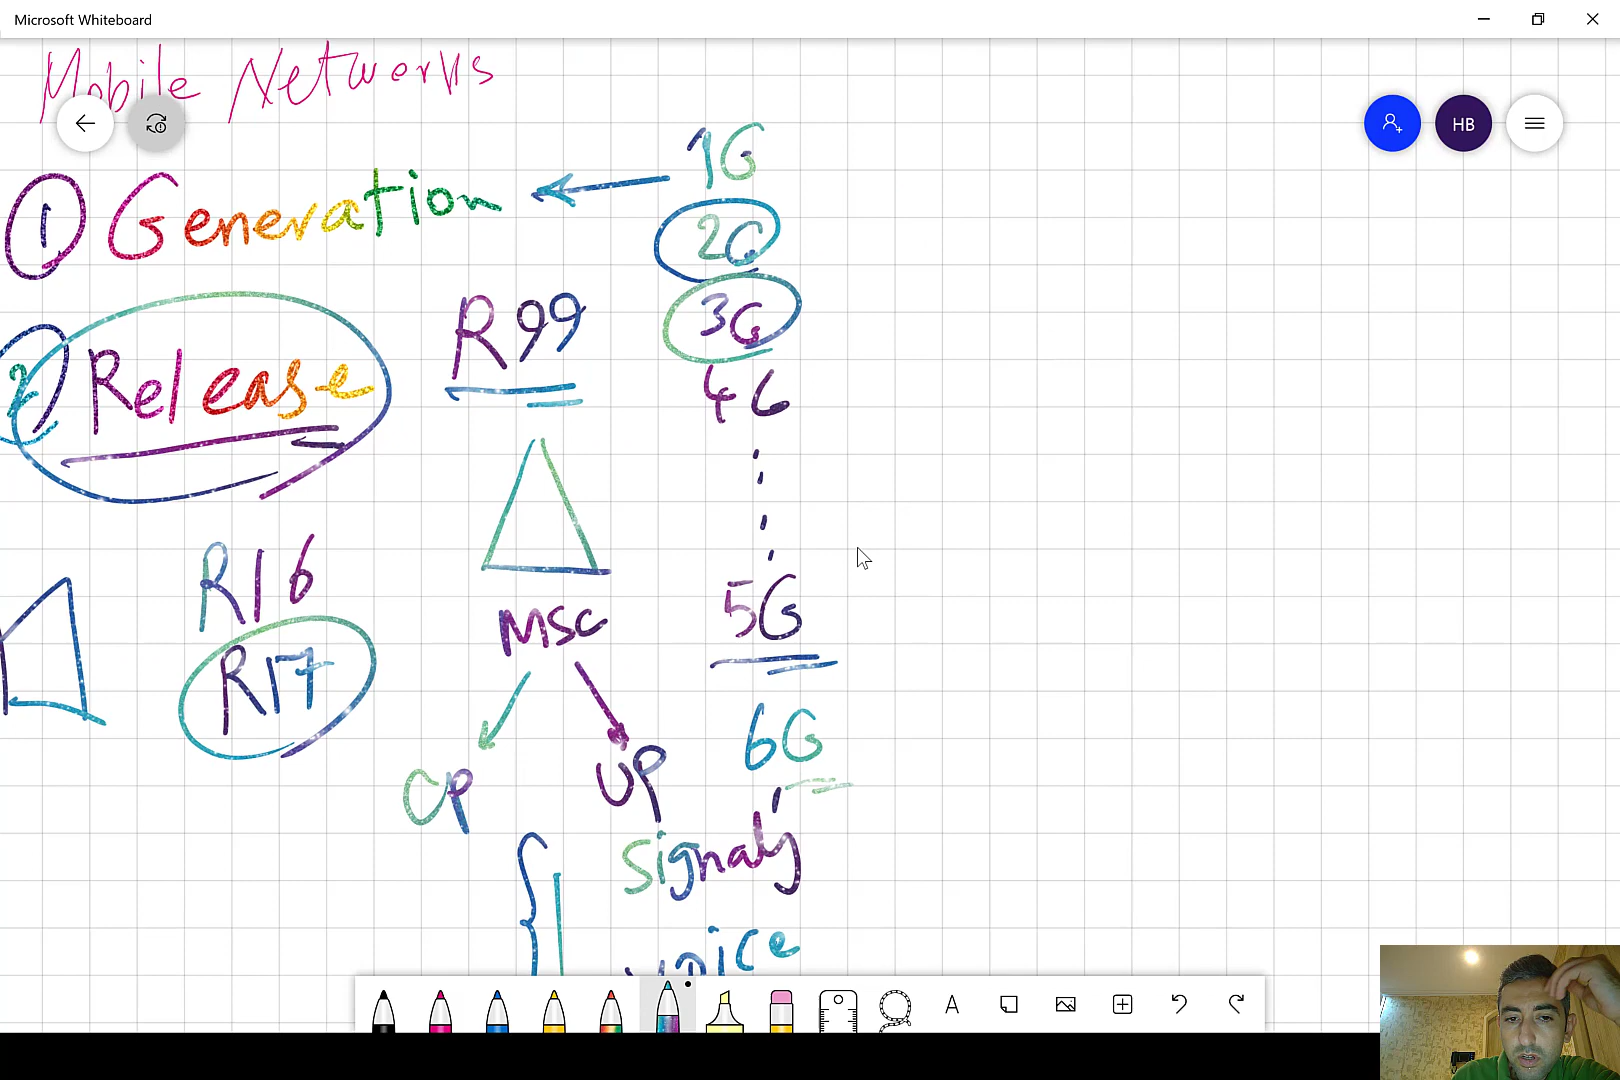 Microsoft Whiteboard
Mobile Networks
HB
1G
1 Generation
2G
3G
R99
2 Release
4G
R16
5G
MSC
R17
6G
CP
UP
signaly
voice
A